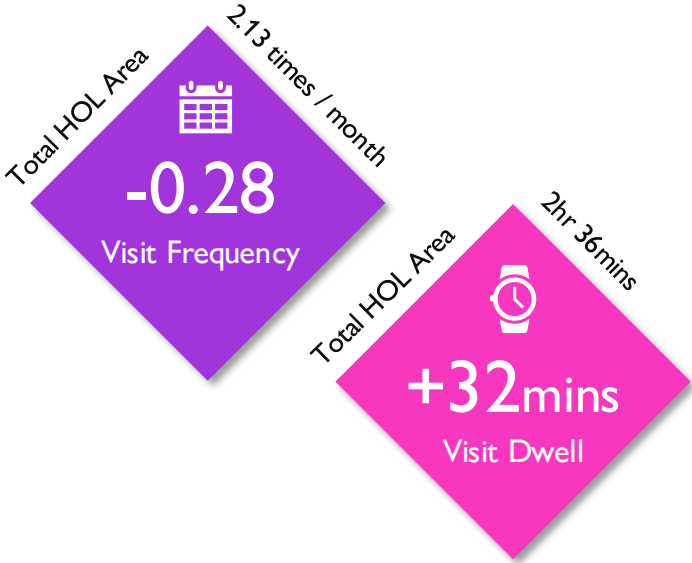 Total HOL Area
2.13 times / month
-0.28
Visit Frequency
Total HOL Area
2hr 36mins
+32mins
Visit Dwell